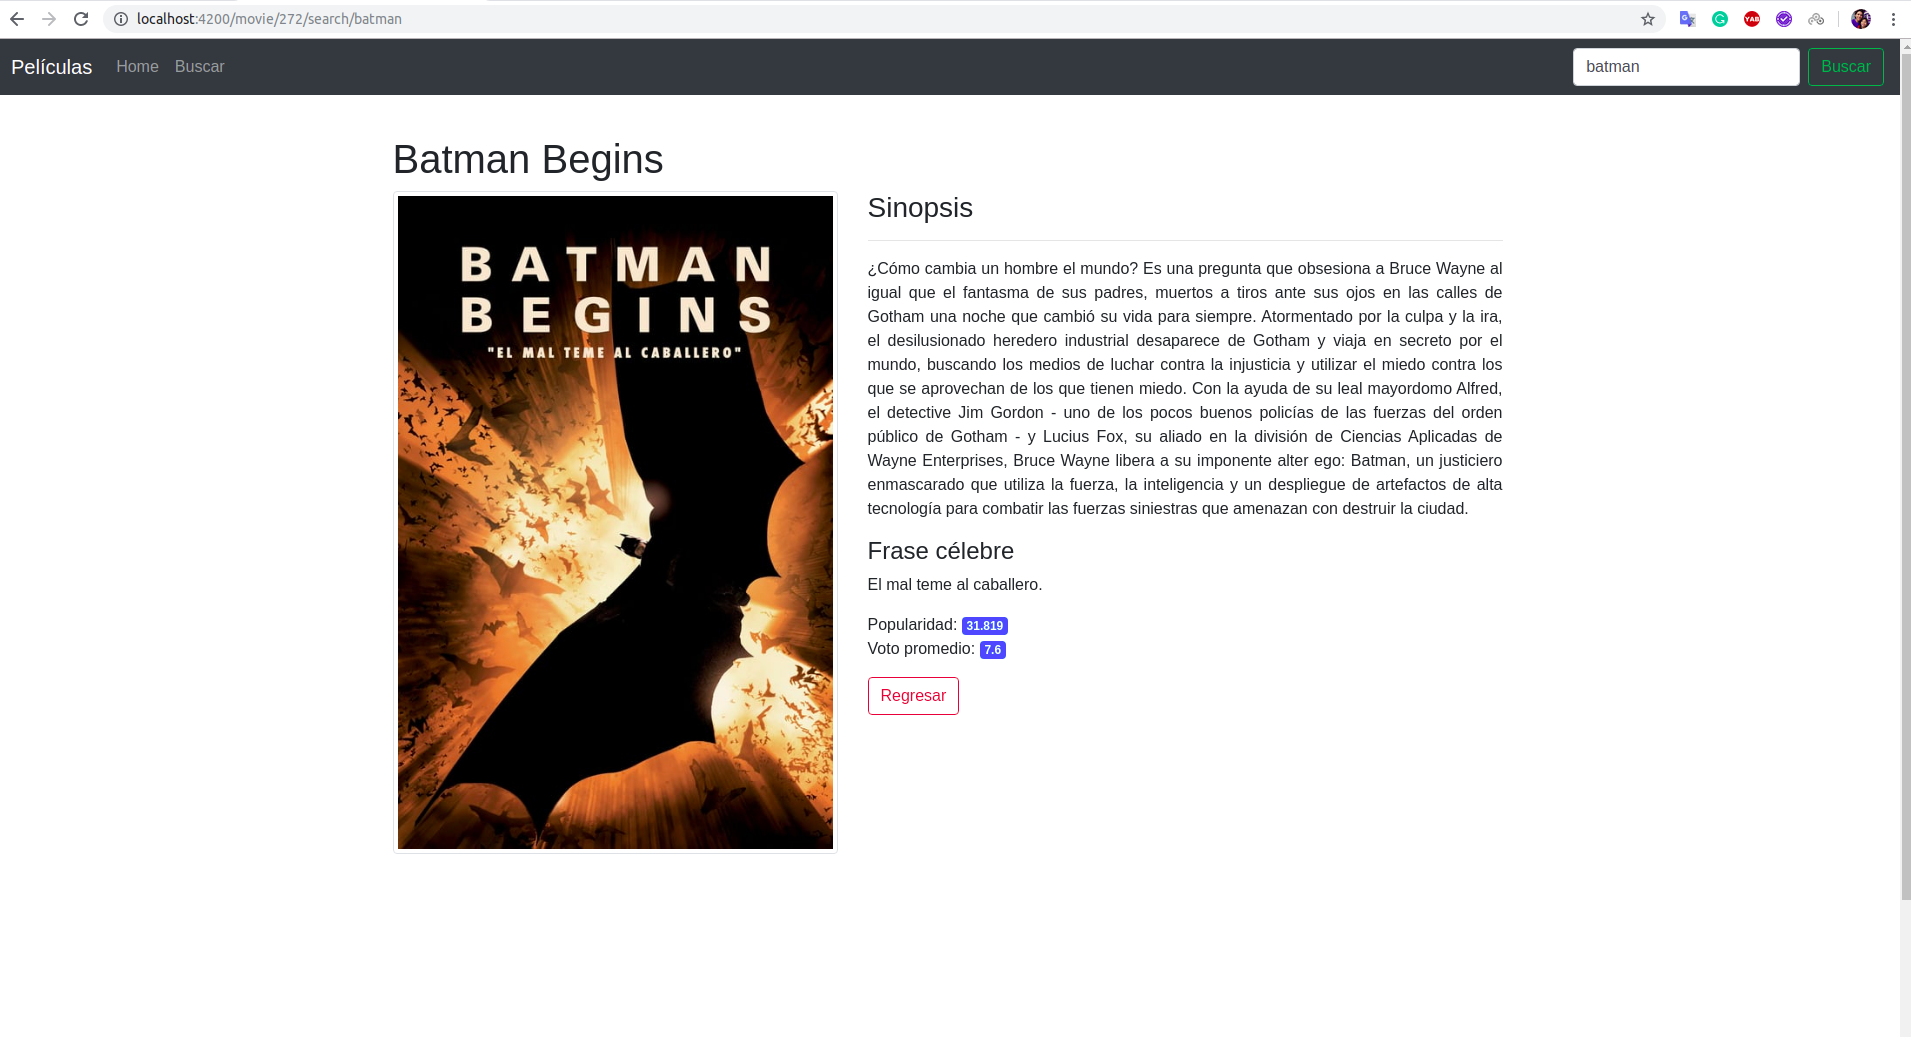 localhost:4200/movie/272/search/batman
YAB
Películas Home Buscar batman Buscar
Batman Begins
BATMAN
BEGINS
"EL MAL TEME AL CABALLERO"
Sinopsis
¿Cómo cambia un hombre el mundo? Es una pregunta que obsesiona a Bruce Wayne al
igual que el fantasma de sus padres, muertos a tiros ante sus ojos en las calles de
Gotham una noche que cambió su vida para siempre. Atormentado por la culpa y la ira,
el desilusionado heredero industrial desaparece de Gotham y viaja en secreto por el
mundo, buscando los medios de luchar contra la injusticia y utilizar el miedo contra los
que se aprovechan de los que tienen miedo. Con la ayuda de su leal mayordomo Alfred,
el detective Jim Gordon - uno de los pocos buenos policías de las fuerzas del orden
público de Gotham - y Lucius Fox, su aliado en la división de Ciencias Aplicadas de
Wayne Enterprises, Bruce Wayne libera a su imponente alter ego: Batman, un justiciero
enmascarado que utiliza la fuerza, la inteligencia y un despliegue de artefactos de alta
tecnología para combatir las fuerzas siniestras que amenazan con destruir la ciudad.
Frase célebre
El mal teme al caballero.
Popularidad: 31.819
Voto promedio: 7.6
Regresar